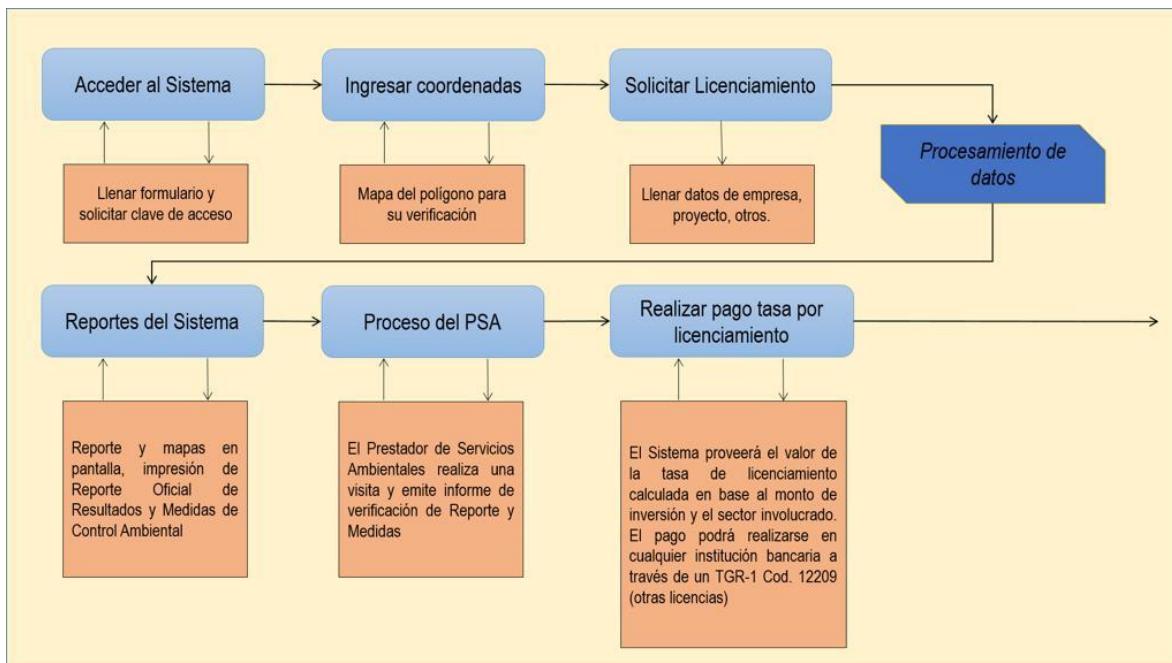 Acceder al Sistema
Ingresar coordenadas
Solicitar Licenciamiento
Procesamiento de
datos
Llenar formulario y
solicitar clave de acceso
Mapa del polígono para
su verificación
Llenar datos de empresa,
proyecto, otros.
Reportes del Sistema
Proceso del PSA
Realizar pago tasa por
licenciamiento
Reporte y mapas en
pantalla, impresión de
Reporte Oficial de
Resultados y Medidas de
Control Ambiental
El Prestador de Servicios
Ambientales realiza una
visita y emite informe de
verificación de Reporte y
Medidas
El Sistema proveerá el valor de
la tasa de licenciamiento
calculada en base al monto de
inversión y el sector involucrado.
El pago podrá realizarse en
cualquier institución bancaria a
través de un TGR-1 Cod. 12209
(otras licencias)